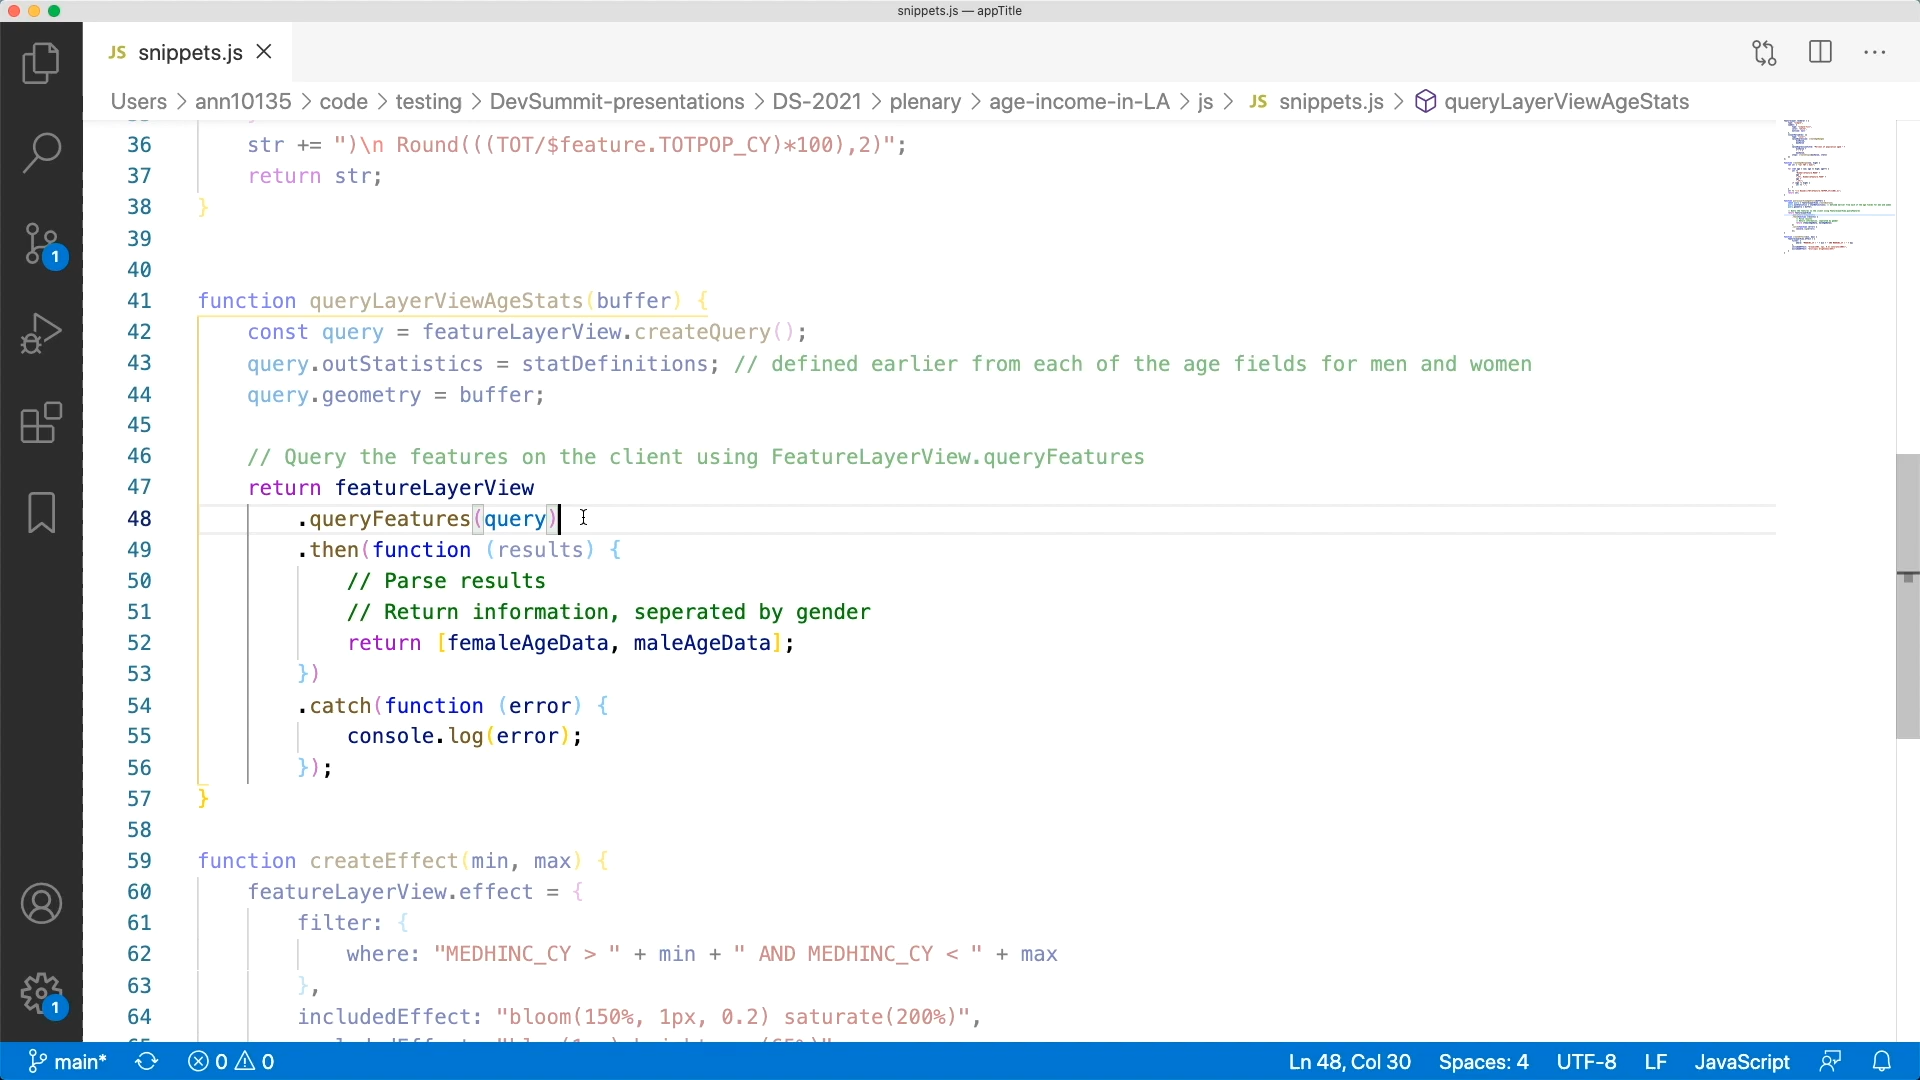 snippets.js — appTitle
JS snippets.js
Users > ann10135 > code > testing > DevSummit-presentations > DS-2021 > plenary > age-income-in-LA > js > JS snippets.js > queryLayerViewAgeStats
36 str += ")\n Round(((TOT/$feature.TOTPOP_CY)*100),2)";
37 return str;
38 }
39
40
41 function queryLayerViewAgeStats(buffer) {
42 const query = featureLayerView.createQuery();
43 query.outStatistics = statDefinitions; // defined earlier from each of the age fields for men and women
44 query.geometry = buffer;
45
46 // Query the features on the client using FeatureLayerView.queryFeatures
47 return featureLayerView
48 .queryFeatures(query)
49 .then(function (results) {
50 // Parse results
51 // Return information, seperated by gender
52 return [femaleAgeData, maleAgeData];
53 })
54 .catch(function (error) {
55 console.log(error);
56 });
57 }
58
59 function createEffect(min, max) {
60 featureLayerView.effect = {
61 filter: {
62 where: "MEDHINC_CY > " + min + " AND MEDHINC_CY < " + max
63 },
64 includedEffect: "bloom(150%, 1px, 0.2) saturate(200%)",
1
1
main* 0 0 Ln 48, Col 30 Spaces: 4 UTF-8 LF JavaScript